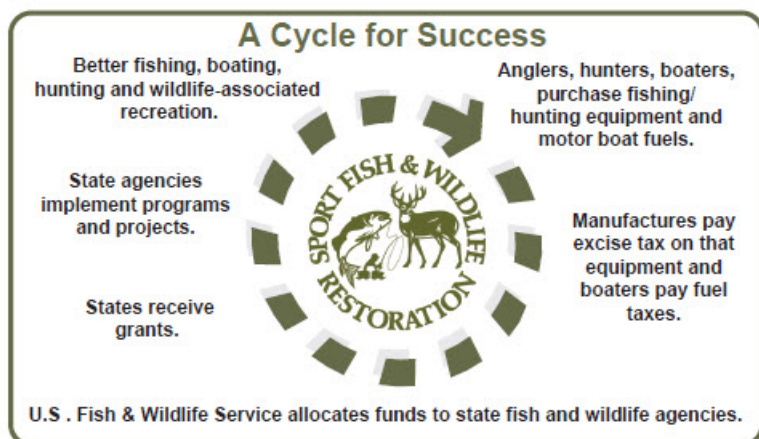 A Cycle for Success
Better fishing, boating,
hunting and wildlife-associated
recreation.
Anglers, hunters, boaters,
purchase fishing/
hunting equipment and
motor boat fuels.
State agencies
implement programs
and projects.
Manufactures pay
excise tax on that
equipment and
boaters pay fuel
taxes.
States receive
grants.
SPORT FISH & WILDLIFE
RESTORATION
U.S . Fish & Wildlife Service allocates funds to state fish and wildlife agencies.